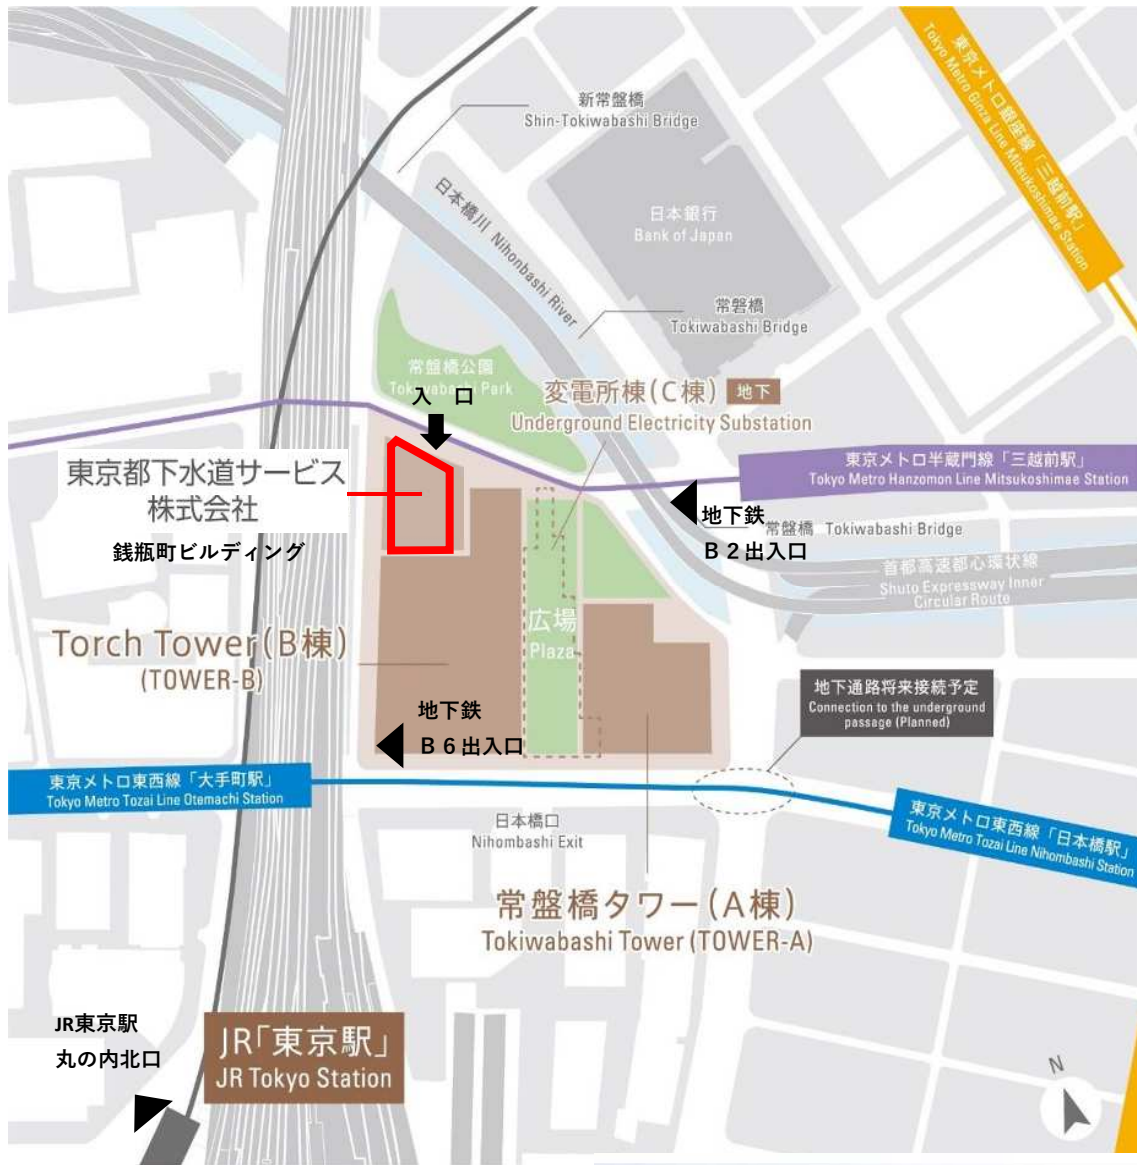 新常盤橋
Shin-Tokiwabashi Bridge
東京メトロ銀座線「三越前駅」
Tokyo Metro Ginza Line Mitsukoshimae Station
日本橋川 Nihonbashi River
日本銀行
Bank of Japan
常磐橋
Tokiwabashi Bridge
常盤橋公園
Tokiwabashi Park
入 口
変電所棟(C棟) 地下
Underground Electricity Substation
東京都下水道サービス
株式会社
銭瓶町ビルディング
東京メトロ半蔵門線「三越前駅」
Tokyo Metro Hanzomon Line Mitsukoshimae Station
地下鉄
B2出入口
常盤橋 Tokiwabashi Bridge
首都高速都心環状線
Shuto Expressway Inner
Circular Route
広場
Plaza
Torch Tower(B棟)
(TOWER-B)
地下鉄
B6出入口
地下通路将来接続予定
Connection to the underground
passage (Planned)
東京メトロ東西線「大手町駅」
Tokyo Metro Tozai Line Otemachi Station
日本橋口
Nihombashi Exit
東京メトロ東西線「日本橋駅」
Tokyo Metro Tozai Line Nihombashi Station
常盤橋タワー(A棟)
Tokiwabashi Tower (TOWER-A)
JR東京駅
丸の内北口
JR「東京駅」
JR Tokyo Station
N